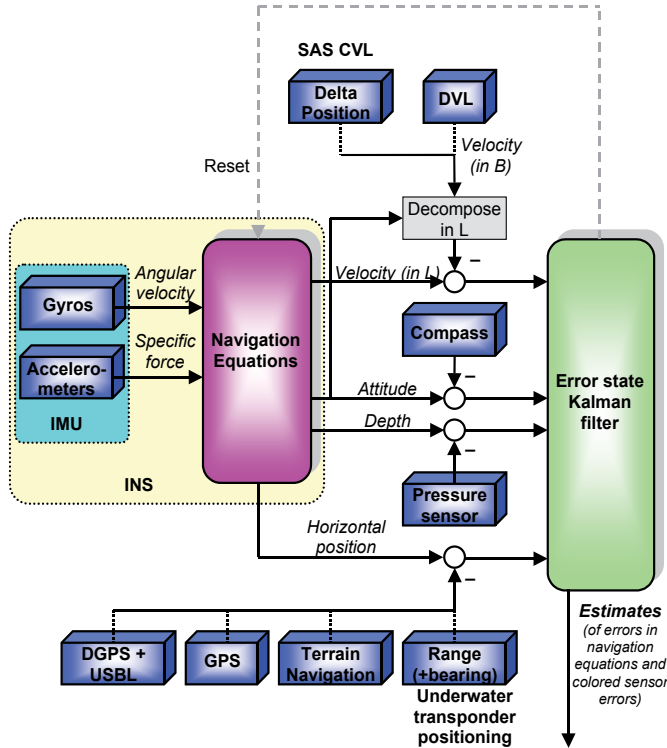 SAS CVL
Delta
Position
DVL
Velocity
(in B)
Reset
Decompose
in L
Angular
velocity
Velocity (in L)
Gyros
Specific
force
Navigation
Equations
Compass
Accelero-
meters
Attitude
Error state
Kalman
filter
IMU
Depth
INS
Pressure
sensor
Horizontal
position
Estimates
(of errors in
navigation
equations and
colored sensor
errors)
DGPS +
USBL
GPS
Terrain
Navigation
Range
(+bearing)
Underwater
transponder
positioning